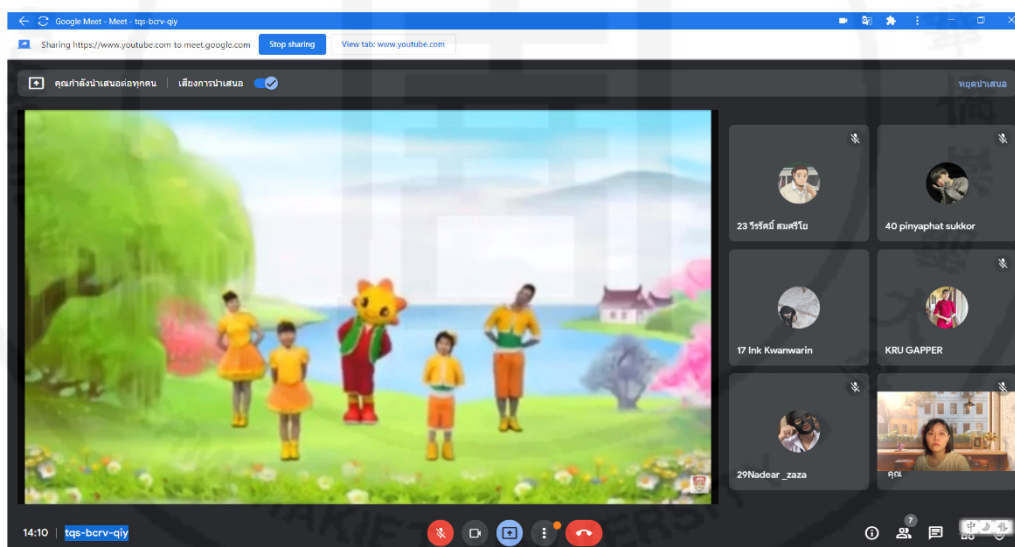 Google Meet - Meet - tqs-bcrv-qiy
Sharing https://www.youtube.com to meet.google.com
Stop sharing
View tab: www.youtube.com
คุณกำลังนำเสนอต่อทุกคน
เสียงการนำเสนอ
หยุดนำเสนอ
23 วีรรัศมิ์ สมศรีโย
40 pinyaphat sukkor
17 Ink Kwanwarin
KRU GAPPER
29Nadear _zaza
คุณ
14:10
tqs-bcrv-qiy
7
中